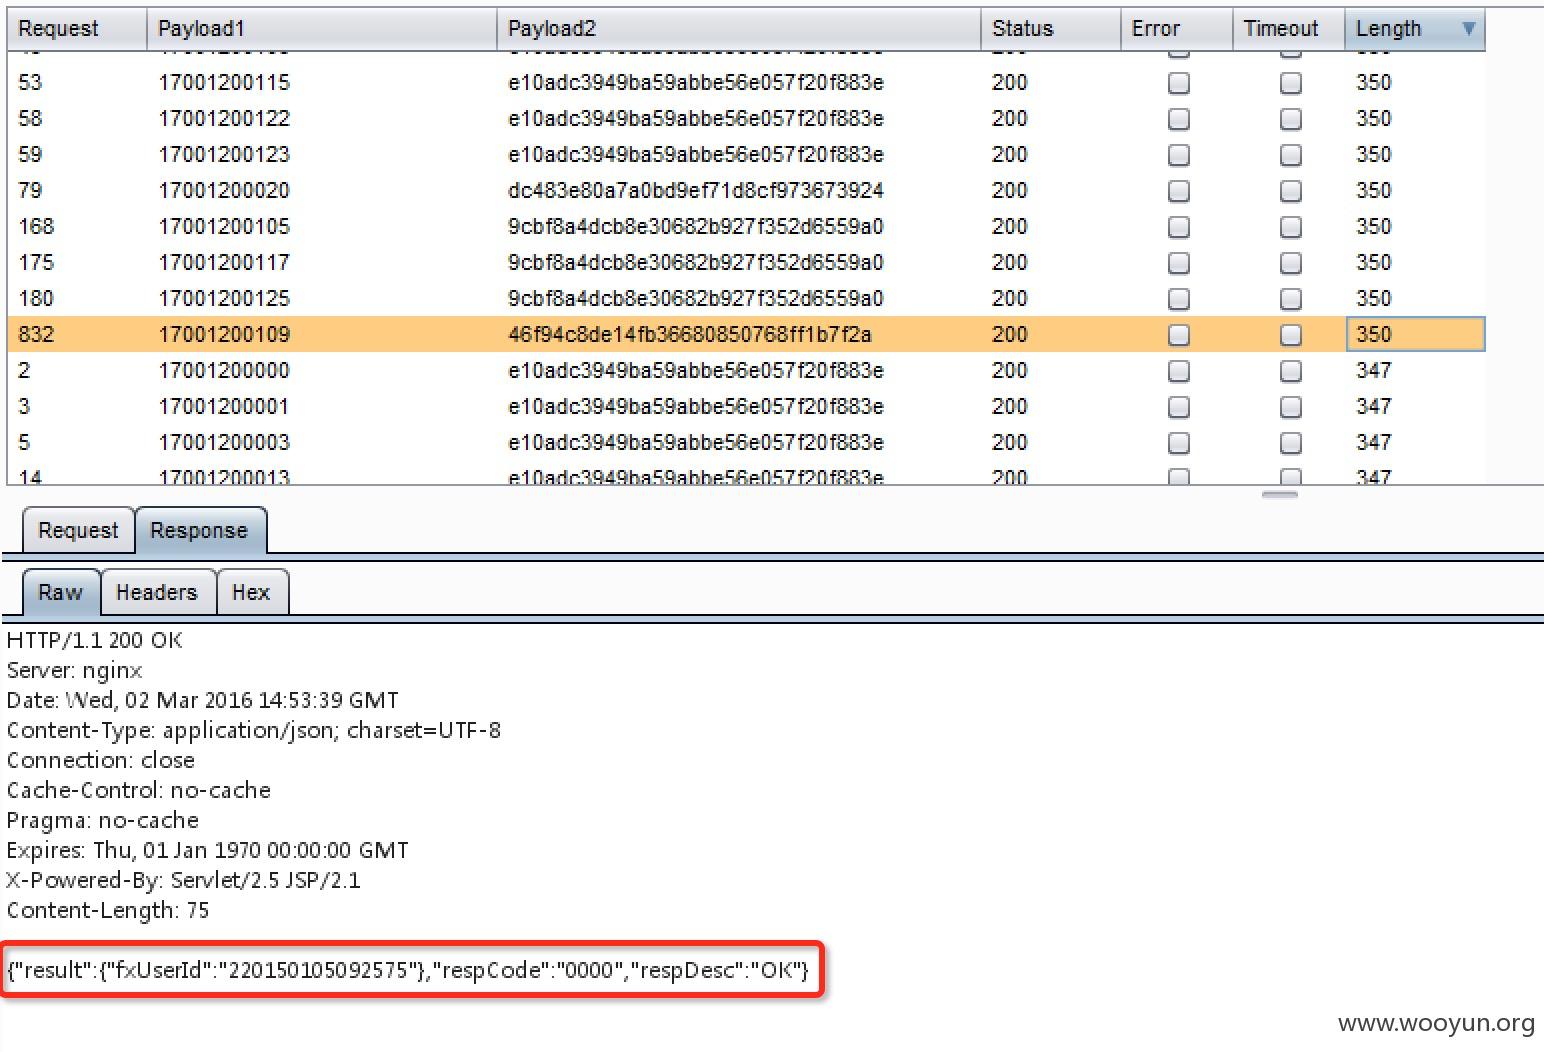 Request Payload1 Payload2 Status Error Timeout Length
53 17001200115 e10adc3949ba59abbe56e057f20f883e 200 350
58 17001200122 e10adc3949ba59abbe56e057f20f883e 200 350
59 17001200123 e10adc3949ba59abbe56e057f20f883e 200 350
79 17001200020 dc483e80a7a0bd9ef71d8cf973673924 200 350
168 17001200105 9cbf8a4dcb8e30682b927f352d6559a0 200 350
175 17001200117 9cbf8a4dcb8e30682b927f352d6559a0 200 350
180 17001200125 9cbf8a4dcb8e30682b927f352d6559a0 200 350
832 17001200109 46f94c8de14fb36680850768ff1b7f2a 200 350
2 17001200000 e10adc3949ba59abbe56e057f20f883e 200 347
3 17001200001 e10adc3949ba59abbe56e057f20f883e 200 347
5 17001200003 e10adc3949ba59abbe56e057f20f883e 200 347
14 17001200013 e10adc3949ba59abbe56e057f20f883e 200 347
Request Response
Raw Headers Hex
HTTP/1.1 200 OK
Server: nginx
Date: Wed, 02 Mar 2016 14:53:39 GMT
Content-Type: application/json; charset=UTF-8
Connection: close
Cache-Control: no-cache
Pragma: no-cache
Expires: Thu, 01 Jan 1970 00:00:00 GMT
X-Powered-By: Servlet/2.5 JSP/2.1
Content-Length: 75
{"result":{"fxUserId":"220150105092575"},"respCode":"0000","respDesc":"OK"}
www.wooyun.org